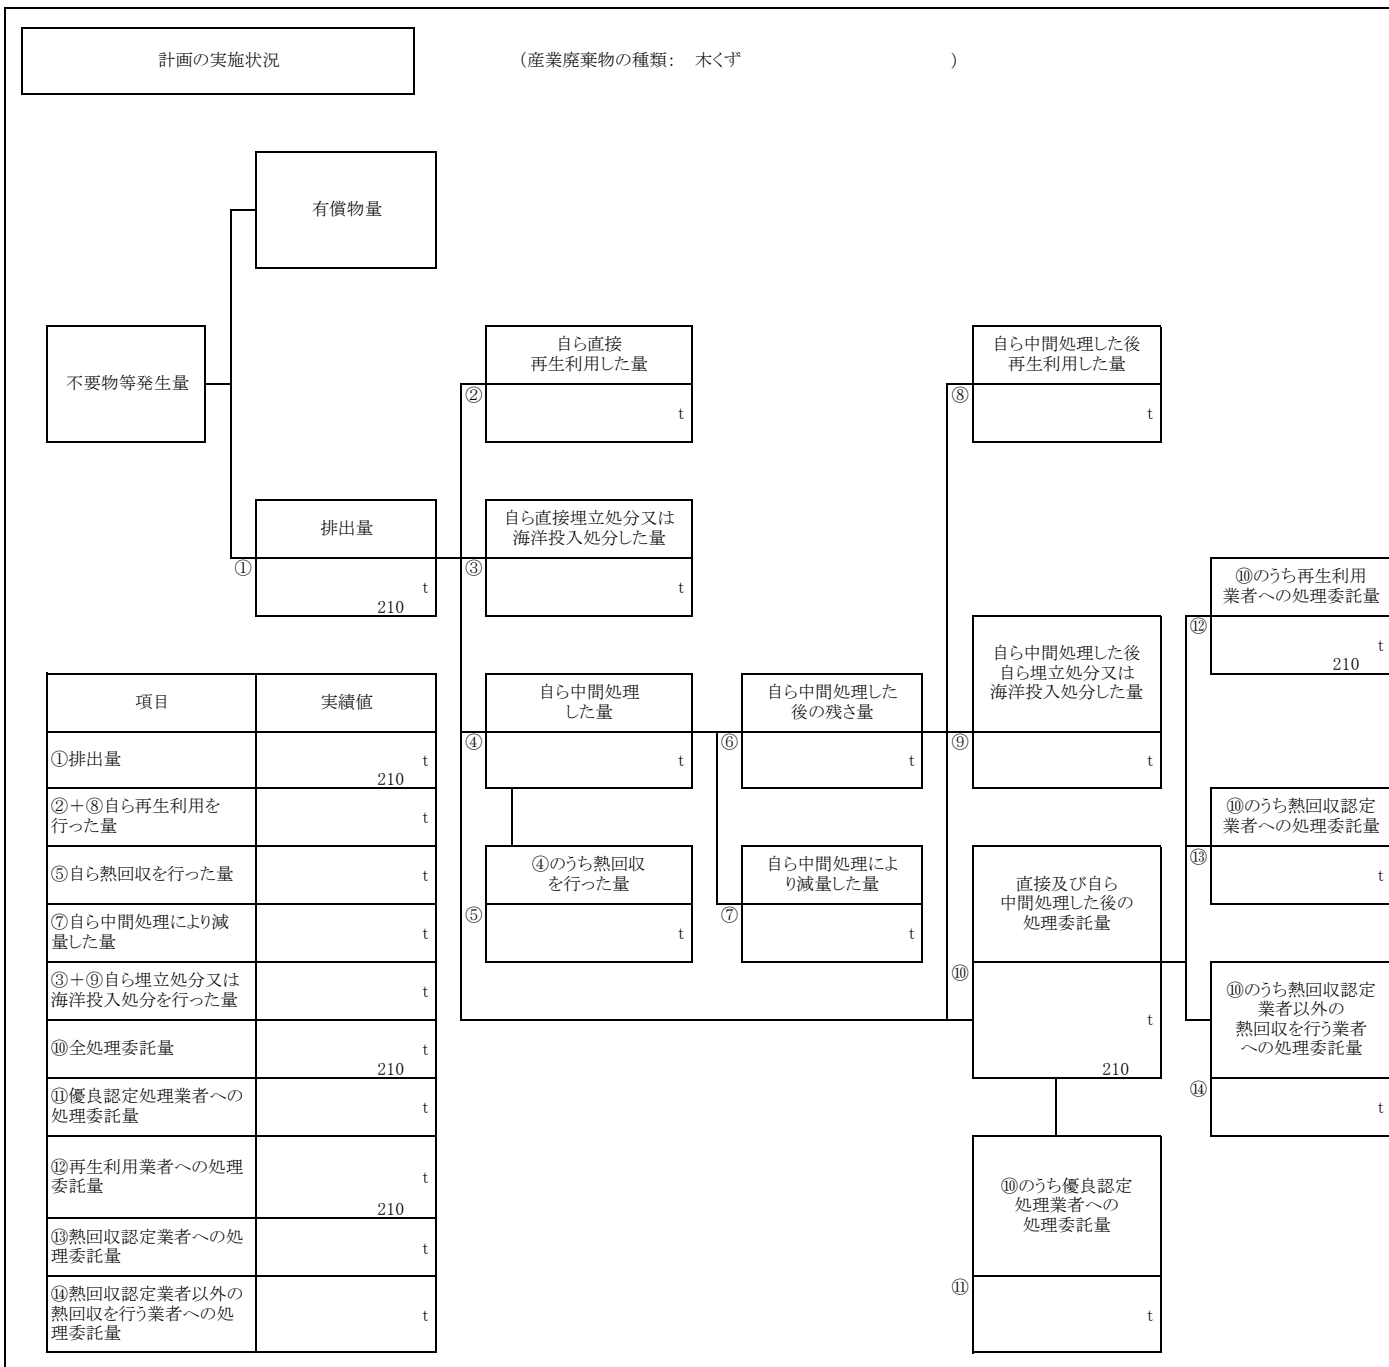 計画の実施状況
(産業廃棄物の種類: 木くず )
有償物量
不要物等発生量
自ら直接
再生利用した量
②
t
自ら中間処理した後
再生利用した量
⑧
t
排出量
①
t
210
自ら直接埋立処分又は
海洋投入処分した量
③
t
⑩のうち再生利用
業者への処理委託量
⑫
t
210
自ら中間処理した後
自ら埋立処分又は
海洋投入処分した量
⑨
t
自ら中間処理
した量
④
t
自ら中間処理した
後の残さ量
⑥
t
④のうち熱回収
を行った量
⑤
t
自ら中間処理によ
り減量した量
⑦
t
直接及び自ら
中間処理した後の
処理委託量
⑩
t
210
⑩のうち熱回収認定
業者への処理委託量
⑬
t
⑩のうち熱回収認定
業者以外の
熱回収を行う業者
への処理委託量
⑭
t
⑩のうち優良認定
処理業者への
処理委託量
⑪
t
項目 実績値
①排出量 t
210
②+⑧自ら再生利用を
行った量 t
⑤自ら熱回収を行った量 t
⑦自ら中間処理により減
量した量 t
③+⑨自ら埋立処分又は
海洋投入処分を行った量 t
⑩全処理委託量 t
210
⑪優良認定処理業者への
処理委託量 t
⑫再生利用業者への処理
委託量 t
210
⑬熱回収認定業者への処
理委託量 t
⑭熱回収認定業者以外の
熱回収を行う業者への処
理委託量 t